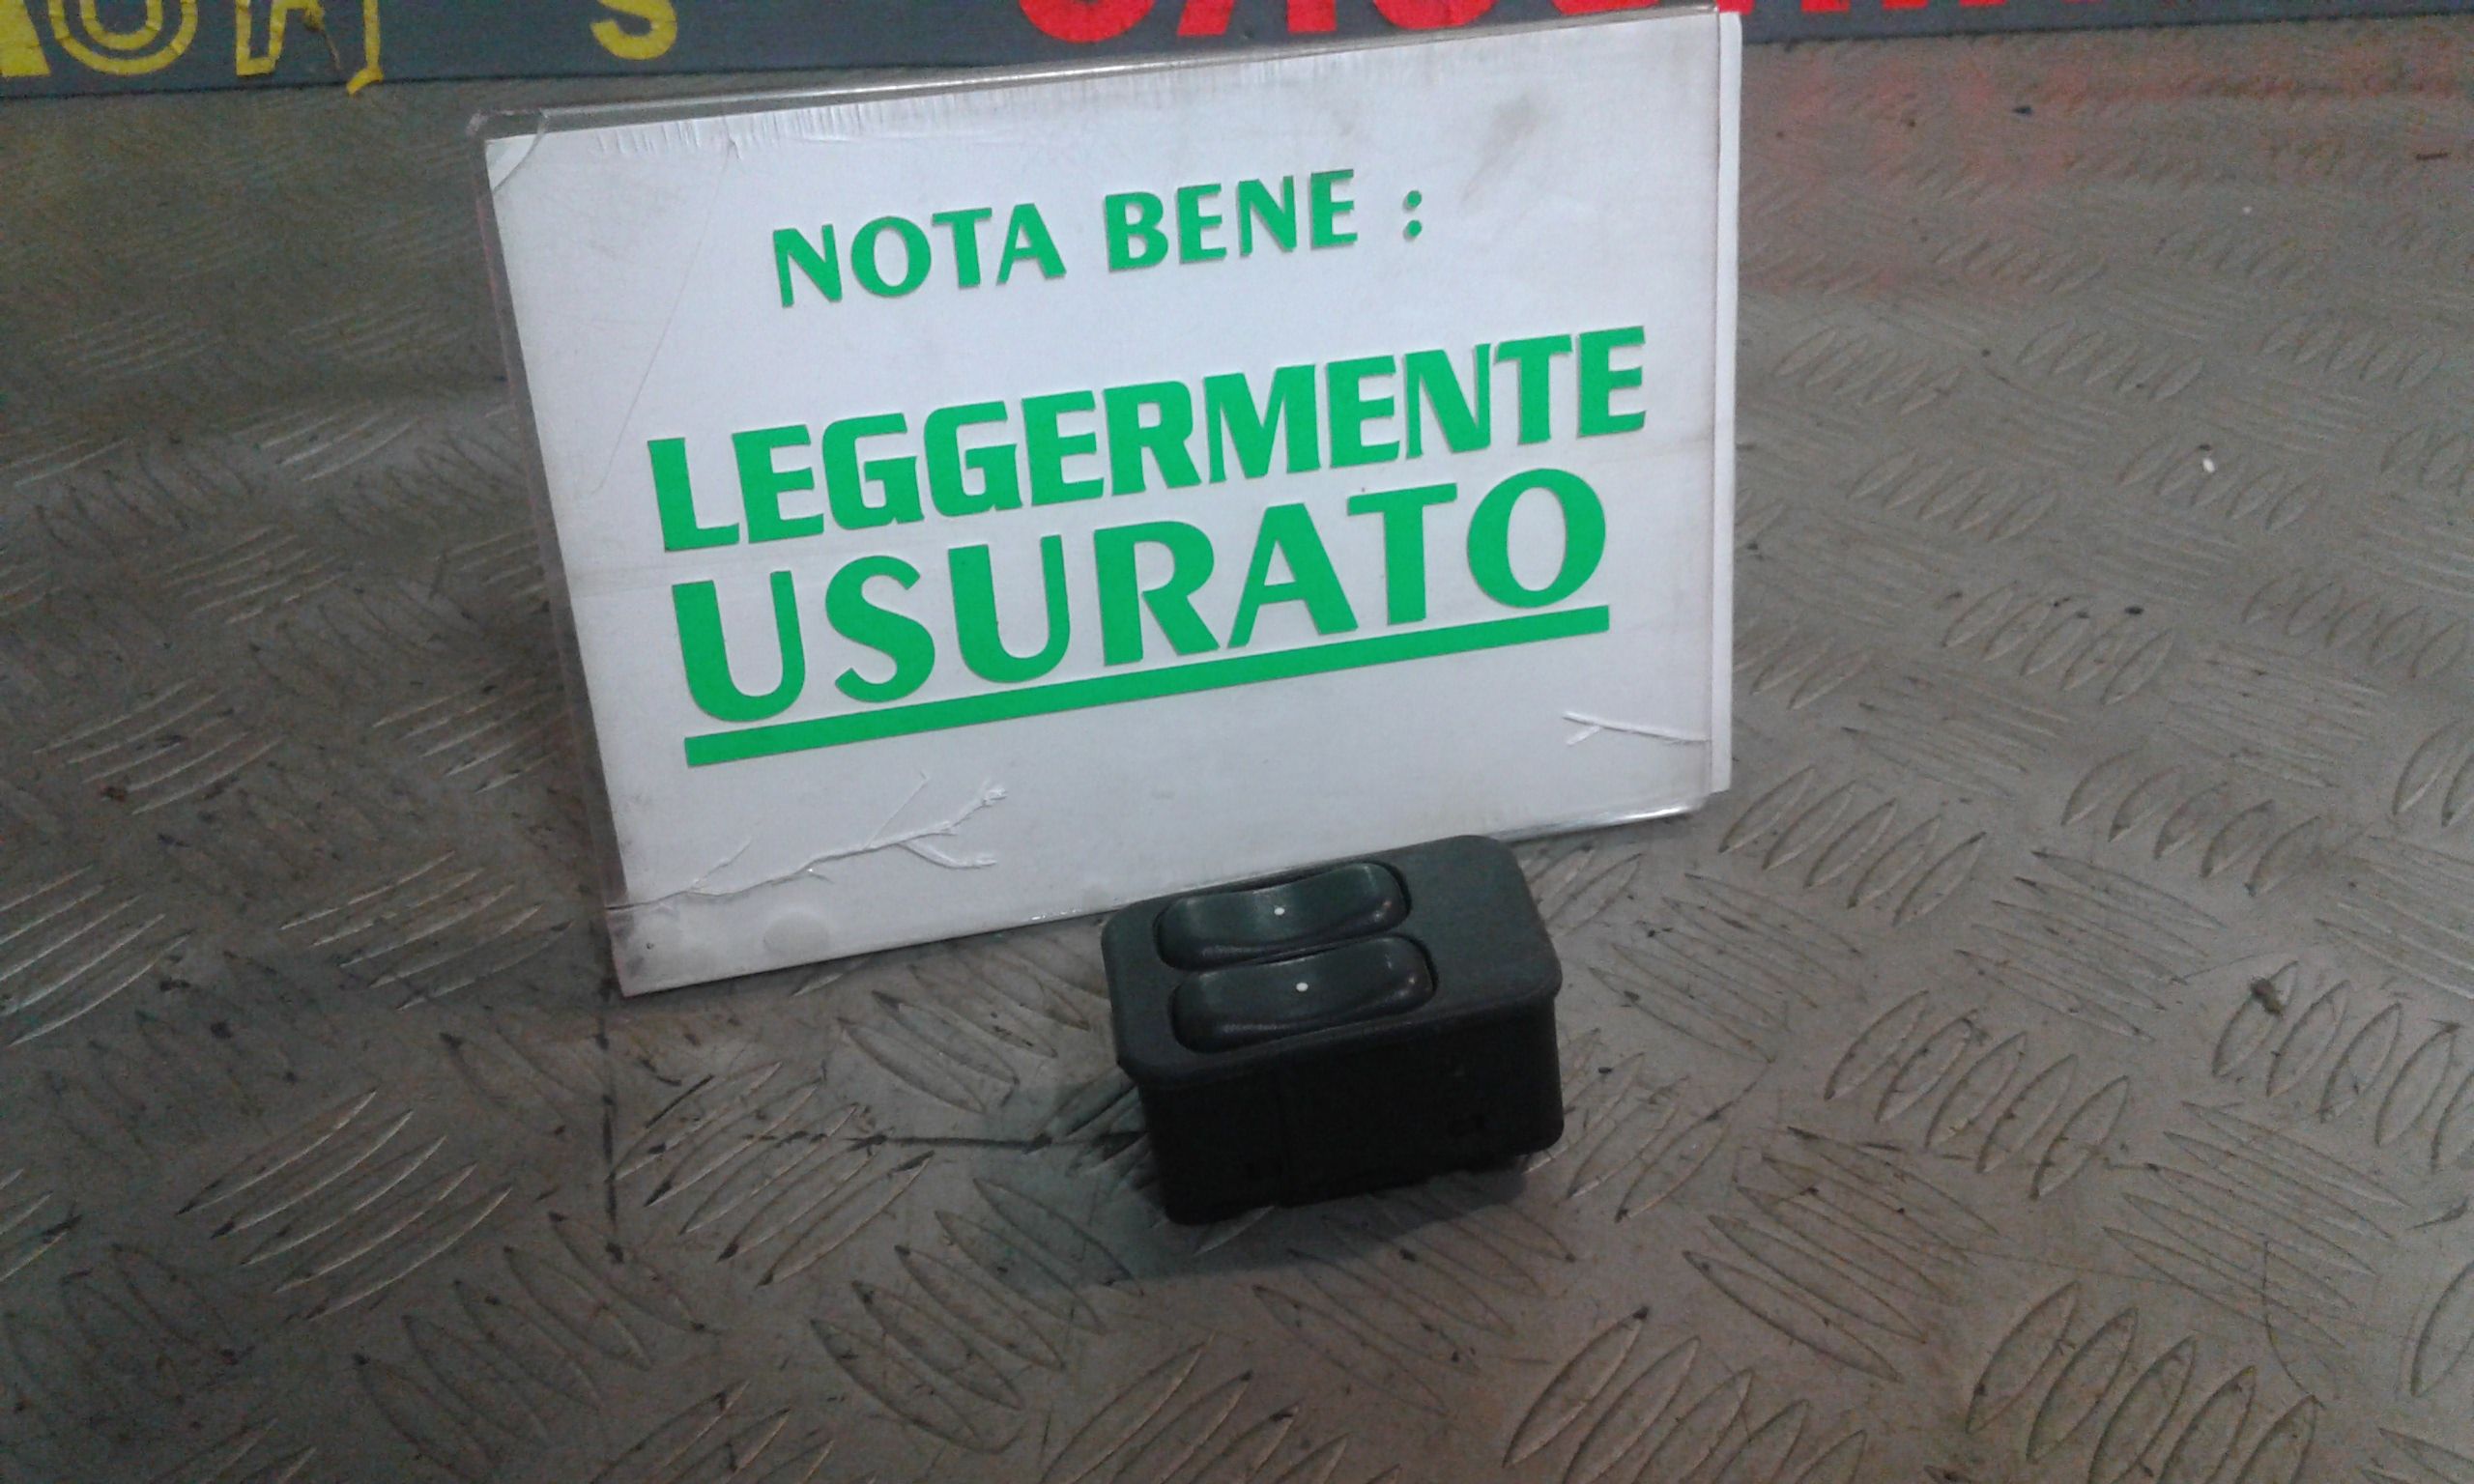 NOTA BENE :
LEGGERMENTE
USURATO